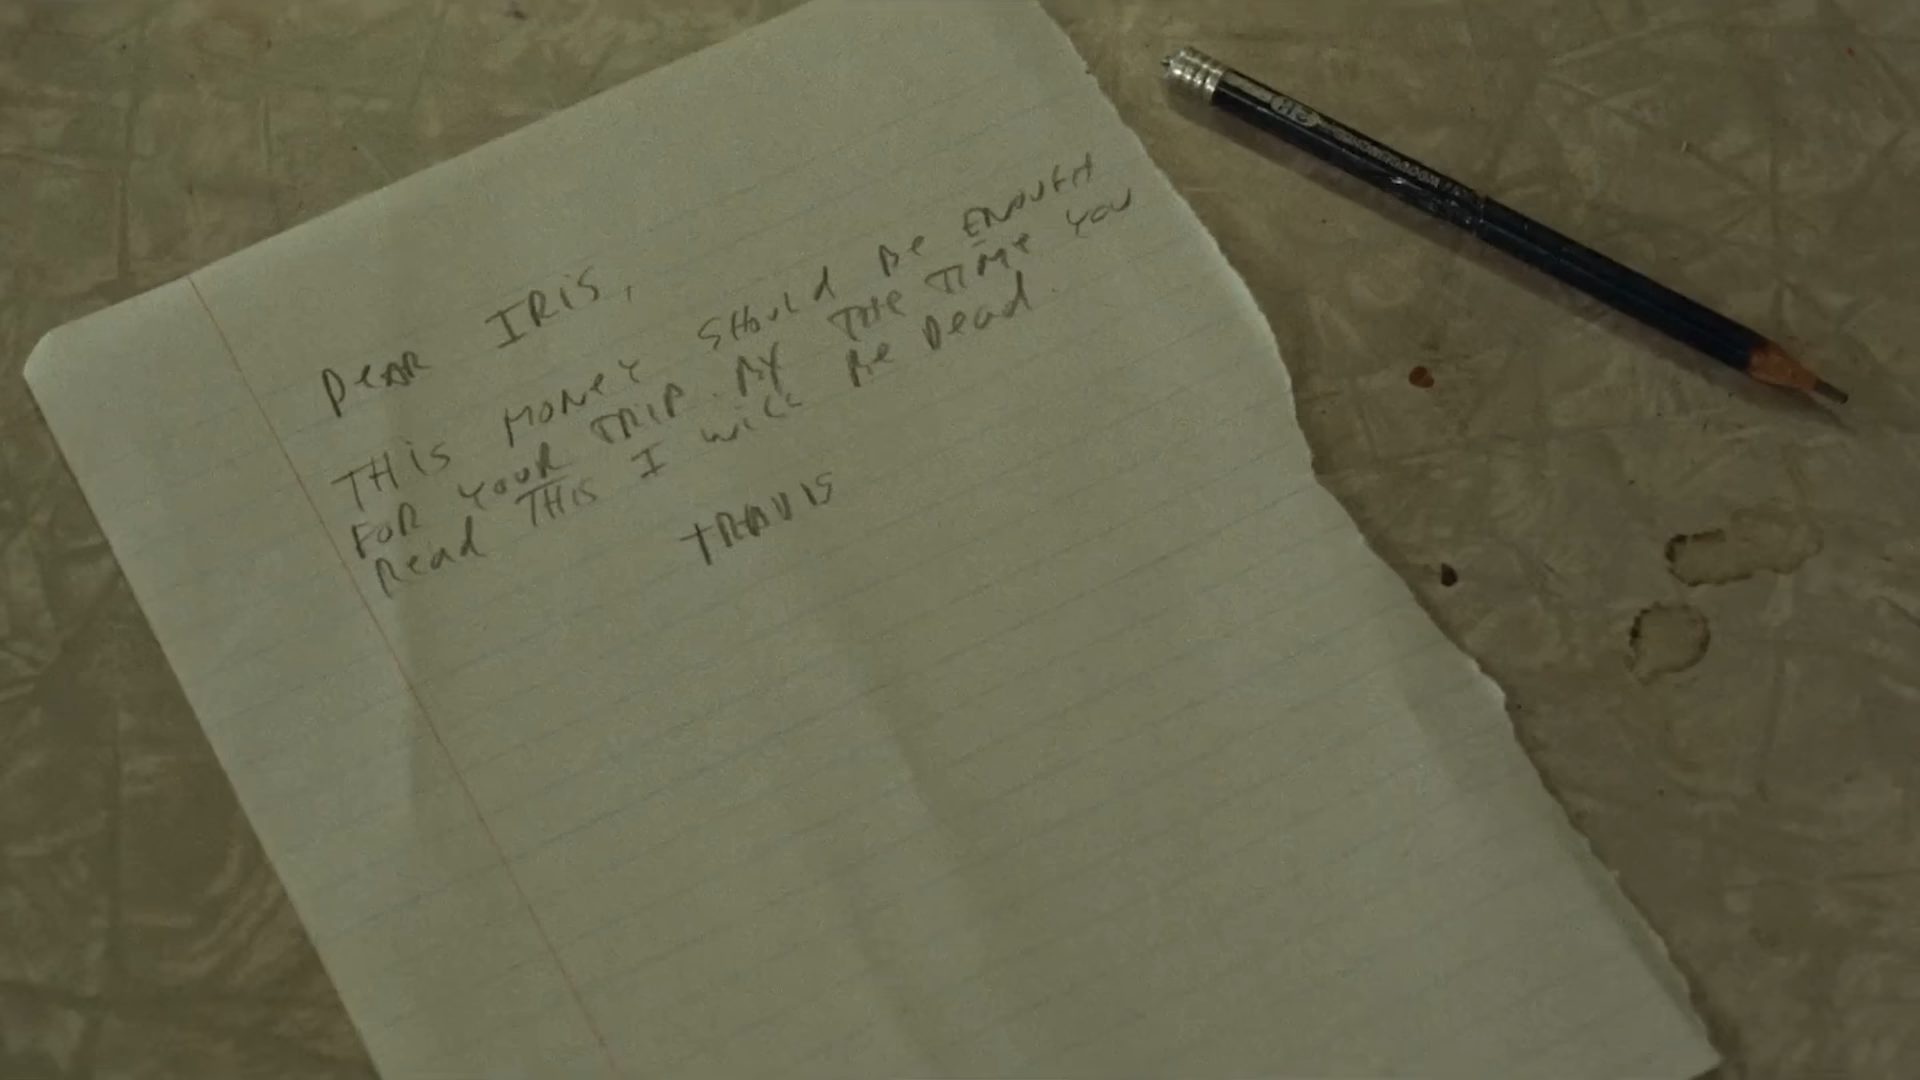 DEAR IRIS,
THIS MONEY SHOULD BE ENOUGH
FOR YOUR TRIP. BY THE TIME YOU
READ THIS I WILL BE DEAD.
TRAVIS